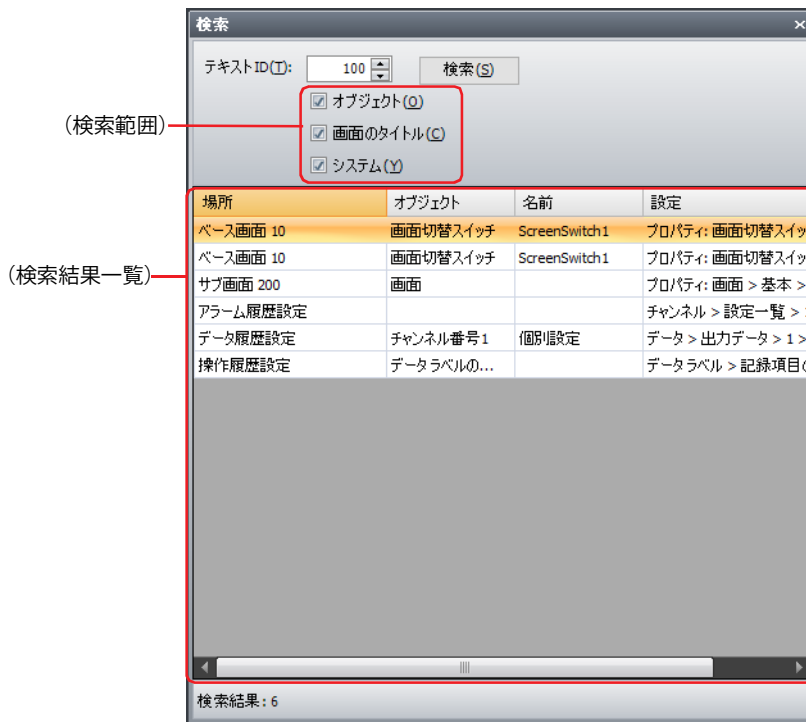 検索
テキストID(T): 100 検索(S)
オブジェクト(O)
(検索範囲) 画面のタイトル(C)
システム(Y)
場所 オブジェクト 名前 設定
ベース画面 10 画面切替スイッチ ScreenSwitch1 プロパティ: 画面切替スイッ
ベース画面 10 画面切替スイッチ ScreenSwitch1 プロパティ: 画面切替スイッ
(検索結果一覧) サブ画面 200 画面 プロパティ: 画面 > 基本 >
アラーム履歴設定 チャンネル > 設定一覧 >
データ履歴設定 チャンネル番号1 個別設定 データ > 出力データ > 1 >
操作履歴設定 データラベルの... データラベル > 記録項目
検索結果: 6